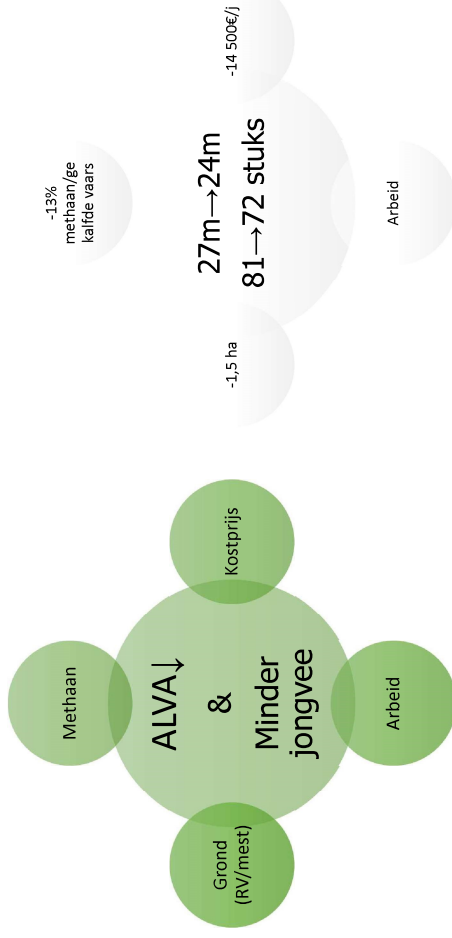 Methaan
ALVA↓
&
Minder
jongvee
Grond
(RV/mest)
Kostprijs
Arbeid
-13%
methaan/ge
kalfde vaars
27m→24m
81→72 stuks
-1,5 ha
-14 500€/j
Arbeid